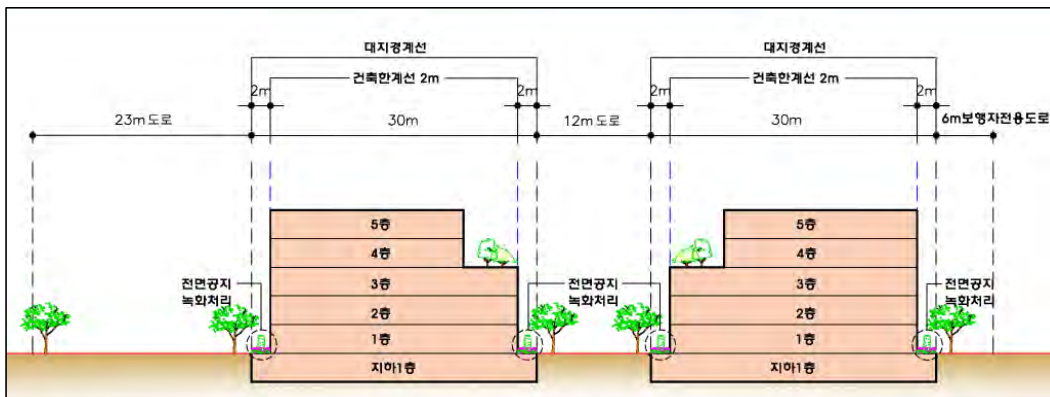 대지경계선
대지경계선
2m
건축한계선 2m
2m
2m
건축한계선 2m
2m
23m도로
30m
12m도로
30m
6m보행자전용도로
5층
5층
4층
4층
전면공지
녹화처리
3층
전면공지
녹화처리
3층
전면공지
녹화처리
2층
2층
1층
1층
지하1층
지하1층